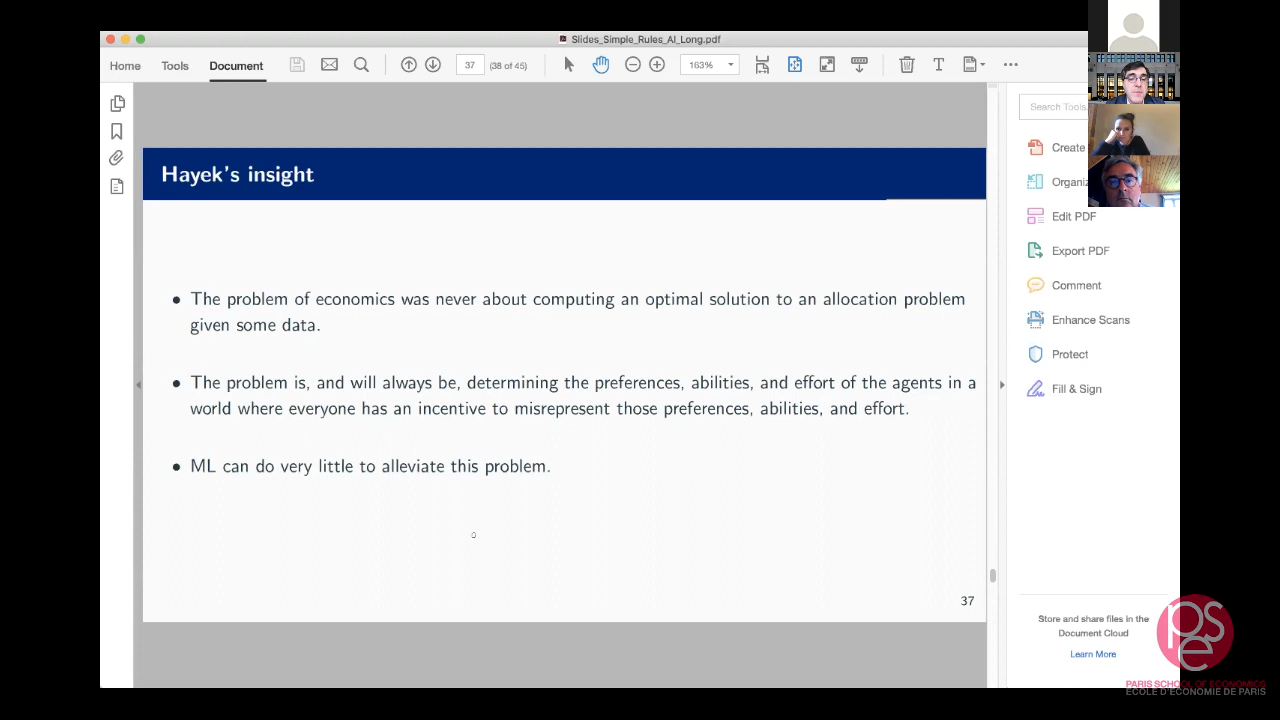 Slides_Simple_Rules_AI_Long.pdf
Home Tools Document 37 (38 of 45) 163%
Search Tools
Hayek's insight
• The problem of economics was never about computing an optimal solution to an allocation problem
given some data.
• The problem is, and will always be, determining the preferences, abilities, and effort of the agents in a
world where everyone has an incentive to misrepresent those preferences, abilities, and effort.
• ML can do very little to alleviate this problem.
37
Create
Organiz
Edit PDF
Export PDF
Comment
Enhance Scans
Protect
Fill & Sign
Store and share files in the
Document Cloud
Learn More
pse
PARIS SCHOOL OF ECONOMICS
ÉCOLE D'ÉCONOMIE DE PARIS